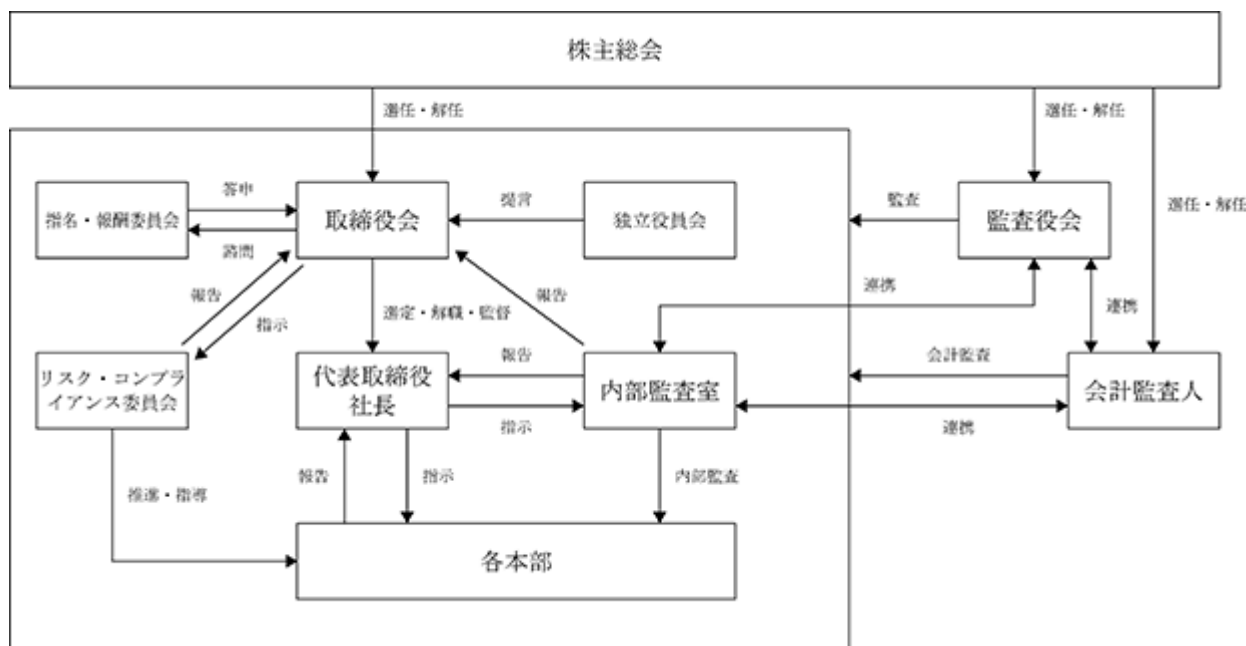 株主総会
選任・解任
選任・解任
選任・解任
指名・報酬委員会
答申
諮問
取締役会
提言
独立役員会
監査
監査役会
報告
指示
選定・解職・監督
報告
連携
連携
リスク・コンプラ
イアンス委員会
代表取締役
社長
報告
指示
内部監査室
会計監査
連携
会計監査人
推進・指導
報告
指示
内部監査
各本部